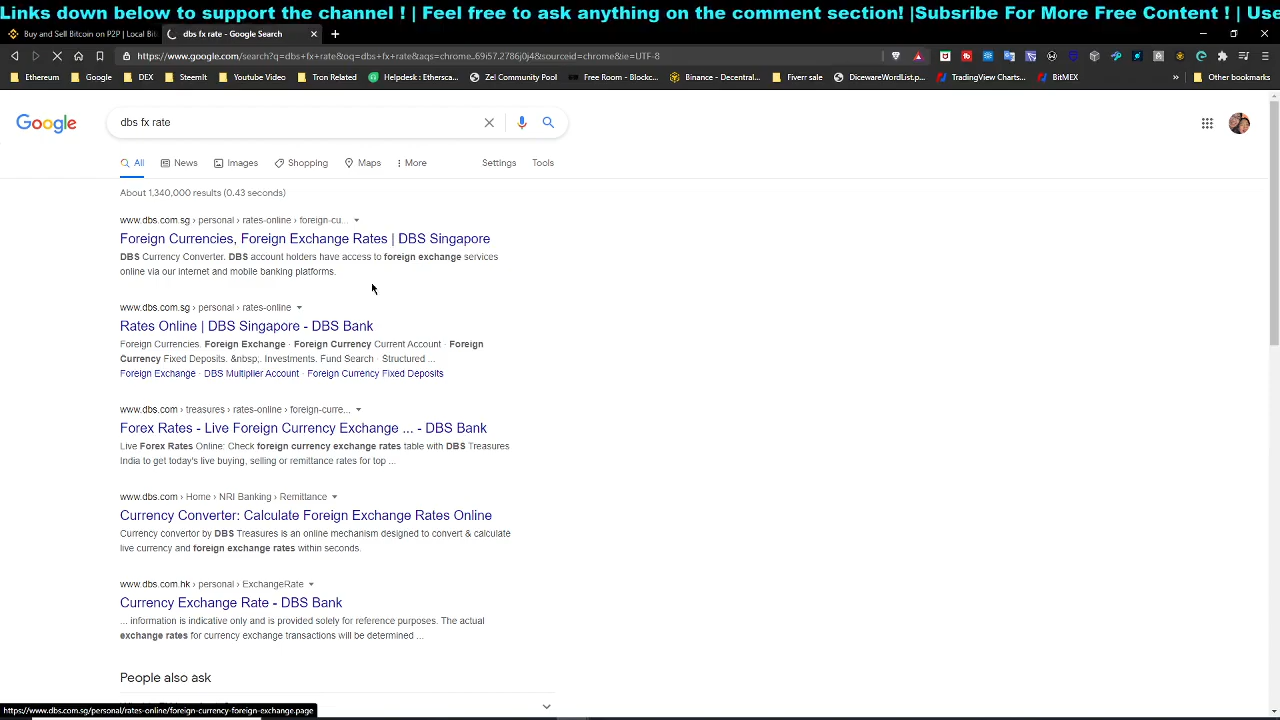 Links down below to support the channel ! | Feel free to ask anything on the comment section! |Subsribe For More Free Content ! | Use
Buy and Sell Bitcoin on P2P | Local Bit
dbs fx rate - Google Search
https://www.google.com/search?q=dbs+fx+rate&oq=dbs+fx+rate&aqs=chrome..69i57.2786j0j4&sourceid=chrome&ie=UTF-8
Ethereum
Google
DEX
SteemIt
Youtube Video
Tron Related
Helpdesk : Ethersca...
Zel Community Pool
Free Room - Block...
Binance - Decentral...
Fiverr sale
DicewareWordList.p...
TradingView Charts...
BitMEX
»
Other bookmarks
Google
dbs fx rate
All
News
Images
Shopping
Maps
More
Settings
Tools
About 1,340,000 results (0.43 seconds)
www.dbs.com.sg › personal › rates-online › foreign-cu...
Foreign Currencies, Foreign Exchange Rates | DBS Singapore
DBS Currency Converter. DBS account holders have access to foreign exchange services
online via our internet and mobile banking platforms.
www.dbs.com.sg › personal › rates-online
Rates Online | DBS Singapore - DBS Bank
Foreign Currencies. Foreign Exchange · Foreign Currency Current Account · Foreign
Currency Fixed Deposits. &nbsp;. Investments. Fund Search · Structured ...
Foreign Exchange · DBS Multiplier Account · Foreign Currency Fixed Deposits
www.dbs.com › treasures › rates-online › foreign-curre...
Forex Rates - Live Foreign Currency Exchange ... - DBS Bank
Live Forex Rates Online: Check foreign currency exchange rates table with DBS Treasures
India to get today's live buying, selling or remittance rates for top ...
www.dbs.com › Home › NRI Banking › Remittance
Currency Converter: Calculate Foreign Exchange Rates Online
Currency convertor by DBS Treasures is an online mechanism designed to convert & calculate
live currency and foreign exchange rates within seconds.
www.dbs.com.hk › personal › ExchangeRate
Currency Exchange Rate - DBS Bank
... information is indicative only and is provided solely for reference purposes. The actual
exchange rates for currency exchange transactions will be determined ...
People also ask
https://www.dbs.com.sg/personal/rates-online/foreign-currency-foreign-exchange.page